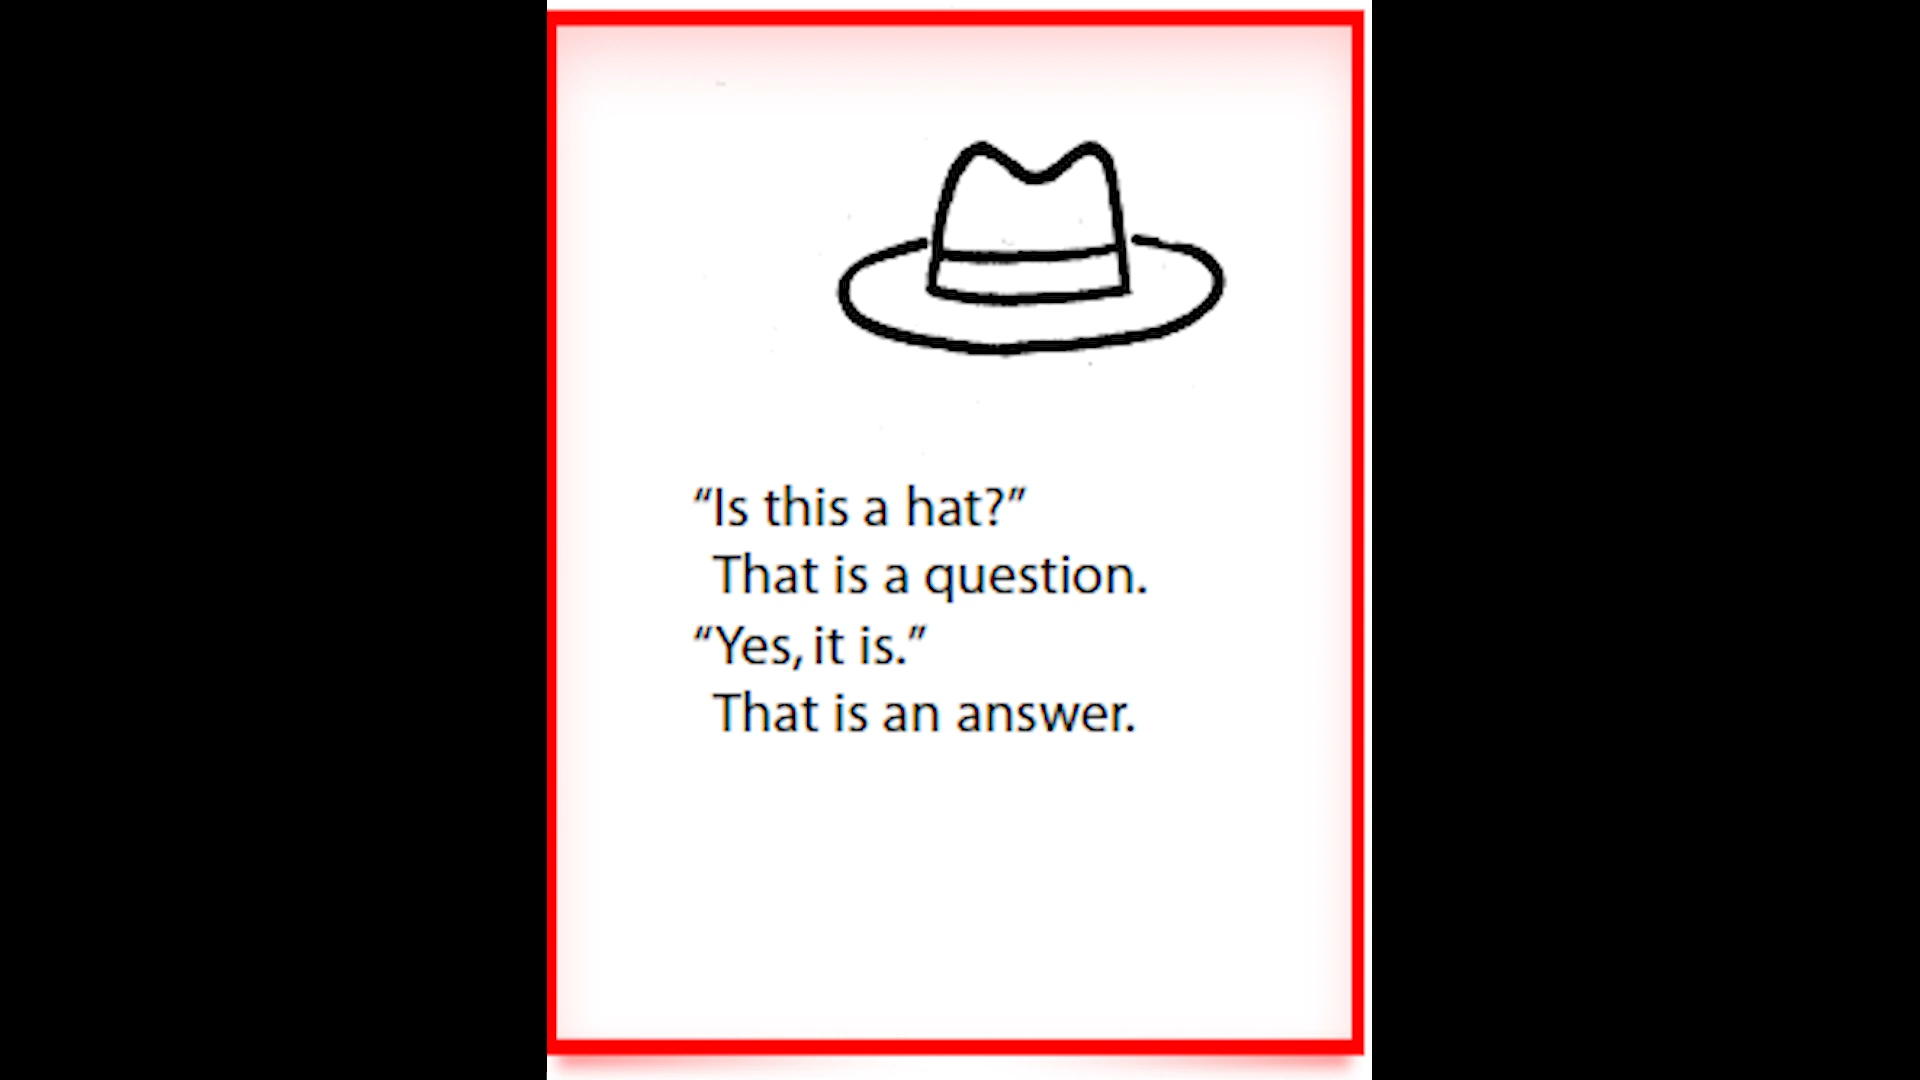 “Is this a hat?”
That is a question.
“Yes, it is.”
That is an answer.